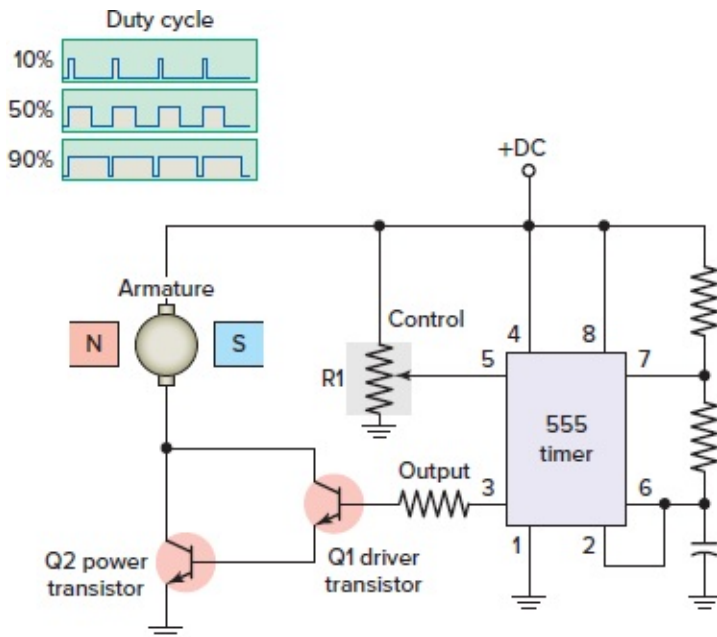 Duty cycle
10%
50%
90%
+DC
Armature
N
S
Control
R1
4
8
5
7
555
timer
Output
3
6
1
2
Q2 power
transistor
Q1 driver
transistor